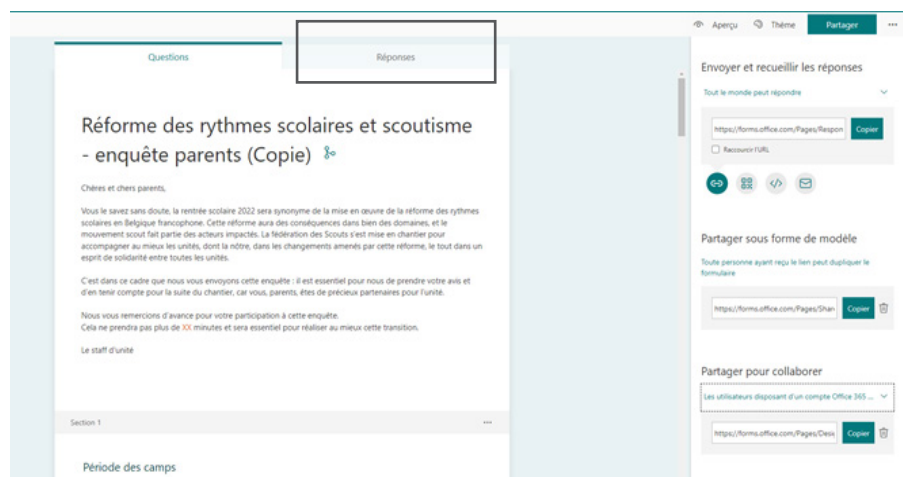 Aperçu
Thème
Partager
Questions
Réponses
Réforme des rythmes scolaires et scoutisme
- enquête parents (Copie)
Chères et chers parents,
Vous le savez sans doute, la rentrée scolaire 2022 sera synonyme de la mise en œuvre de la réforme des rythmes
scolaires en Belgique francophone. Cette réforme aura des conséquences dans bien des domaines, et le
mouvement scout fait partie des acteurs impactés. La fédération des Scouts s'est mise en chantier pour
accompagner au mieux les unités, dont la nôtre, dans les changements amenés par cette réforme, le tout dans un
esprit de solidarité entre toutes les unités.
C'est dans ce cadre que nous vous envoyons cette enquête : il est essentiel pour nous de prendre votre avis et
d'en tenir compte pour la suite du chantier, car vous, parents, êtes de précieux partenaires pour l'unité.
Nous vous remercions d'avance pour votre participation à cette enquête.
Cela ne prendra pas plus de XX minutes et sera essentiel pour réaliser au mieux cette transition.
Le staff d'unité
Section 1
Période des camps
Envoyer et recueillir les réponses
Tout le monde peut répondre
https://forms.office.com/Pages/Respon
Copier
Raccourcir l'URL
Partager sous forme de modèle
Toute personne ayant reçu le lien peut dupliquer le
formulaire
https://forms.office.com/Pages/Shar
Copier
Partager pour collaborer
Les utilisateurs disposant d'un compte Office 365 ...
https://forms.office.com/Pages/Desi
Copier